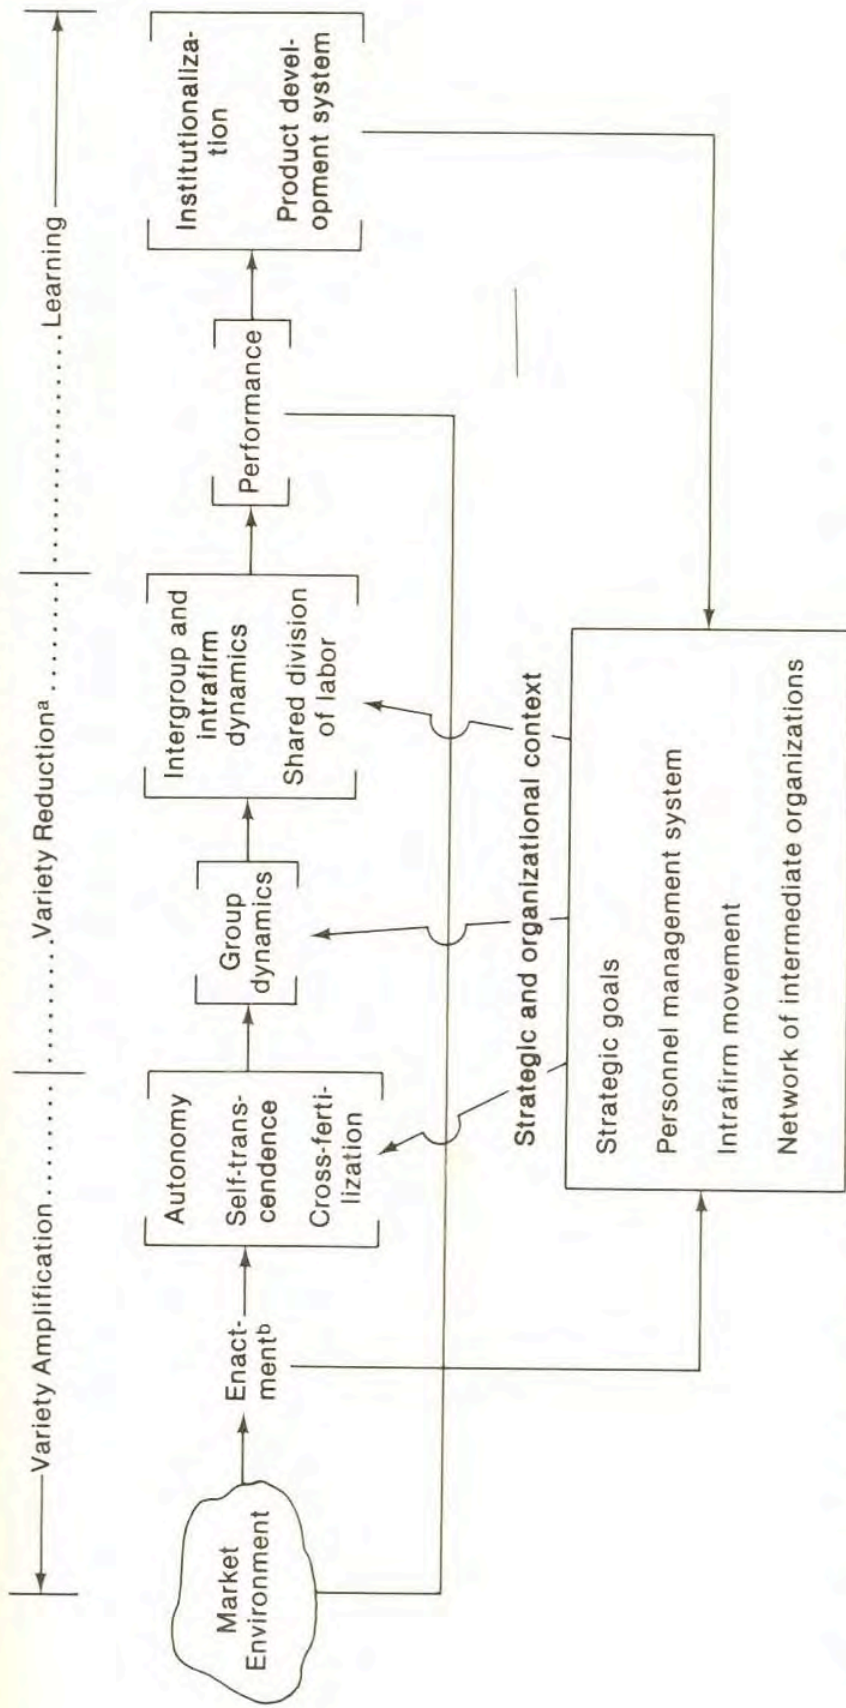 Variety Amplification.........
.........Variety Reductionᵃ.........
..................Learning
Market
Environment
Enact-
mentᵇ
Autonomy
Self-trans-
cendence
Cross-ferti-
lization
Group
dynamics
Intergroup and
intrafirm
dynamics
Shared division
of labor
Performance
Institutionaliza-
tion
Product devel-
opment system
Strategic and organizational context
Strategic goals
Personnel management system
Intrafirm movement
Network of intermediate organizations